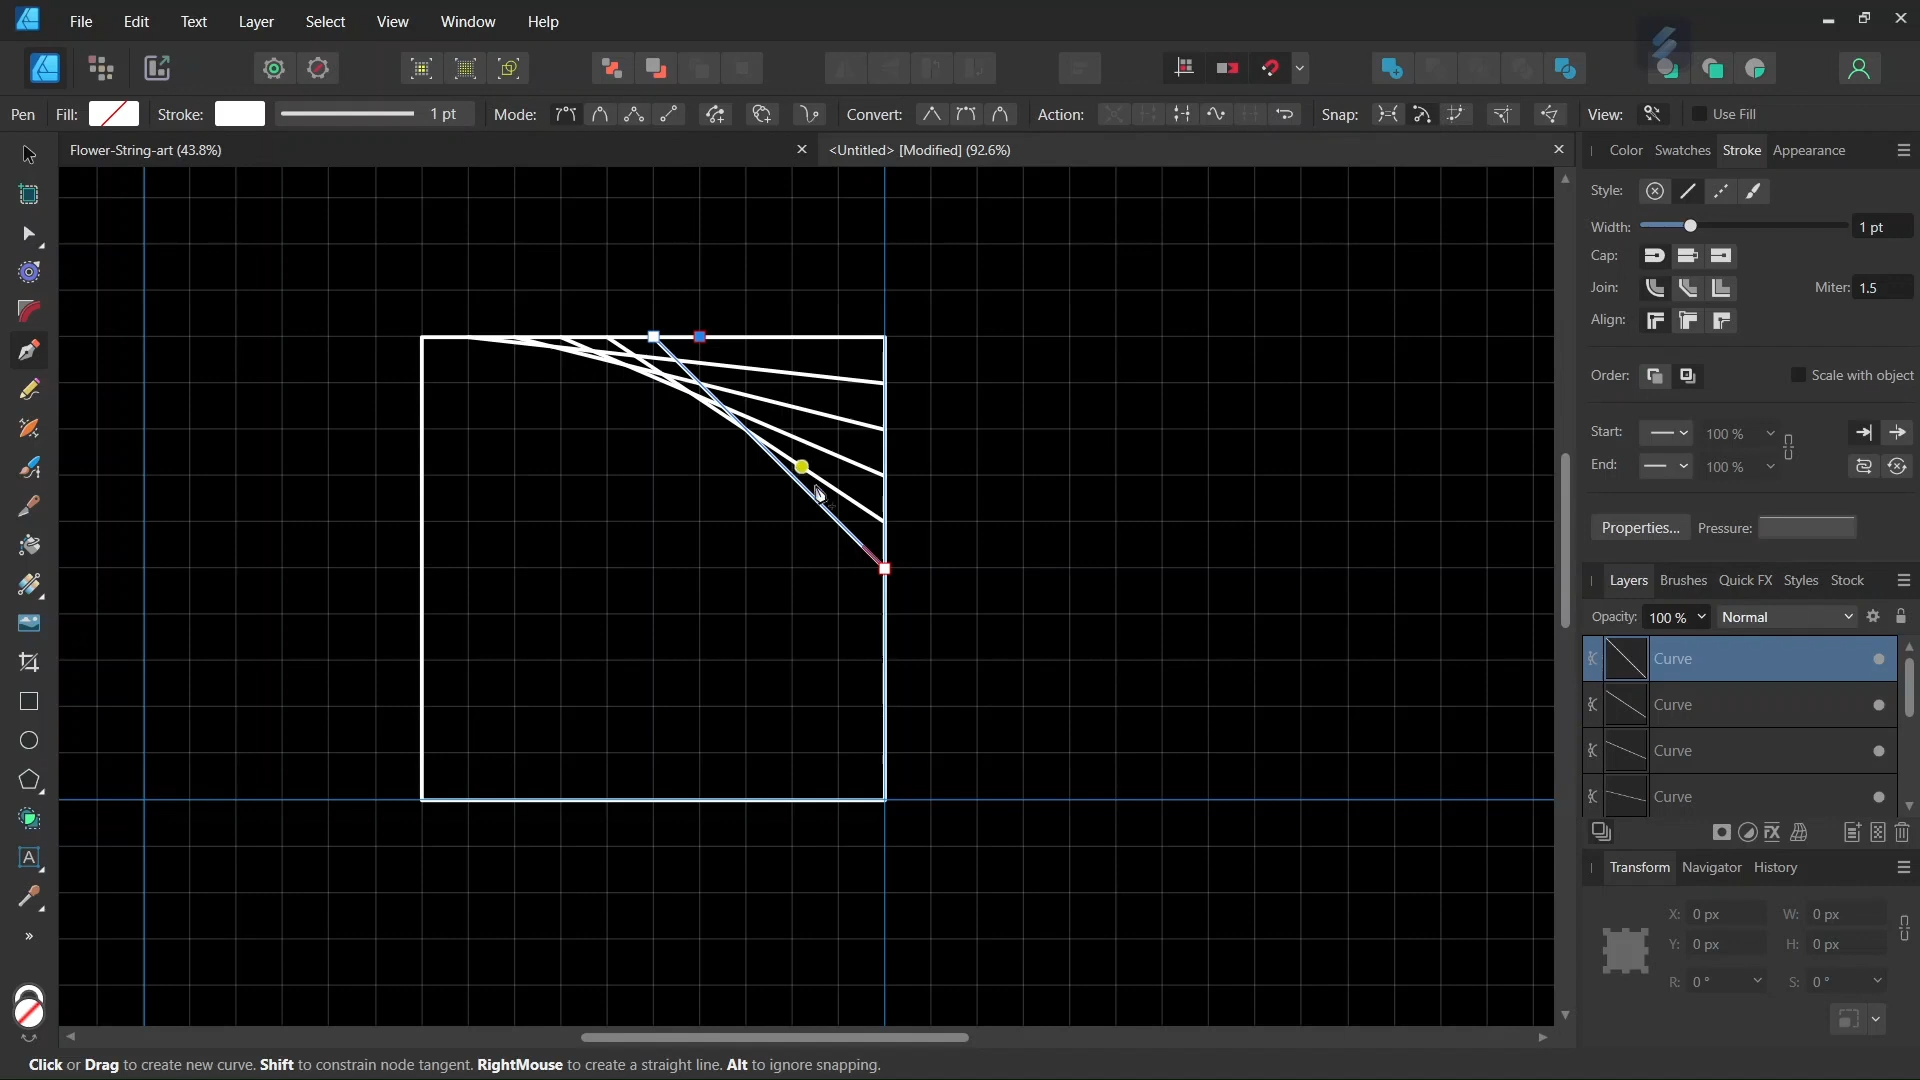 File Edit Text Layer Select View Window Help
Pen Fill: Stroke: 1 pt Mode: Convert: Action: Snap: View: Use Fill
Flower-String-art (43.8%) <Untitled> [Modified] (92.6%)
Color Swatches Stroke Appearance
Style:
Width: 1 pt
Cap:
Join: Miter: 1.5
Align:
Order: Scale with object
Start: 100 %
End: 100 %
Properties... Pressure:
Layers Brushes Quick FX Styles Stock
Opacity: 100 % Normal
Curve
Curve
Curve
Curve
Transform Navigator History
X: 0 px W: 0 px
Y: 0 px H: 0 px
R: 0 ° S: 0 °
Click or Drag to create new curve. Shift to constrain node tangent. RightMouse to create a straight line. Alt to ignore snapping.